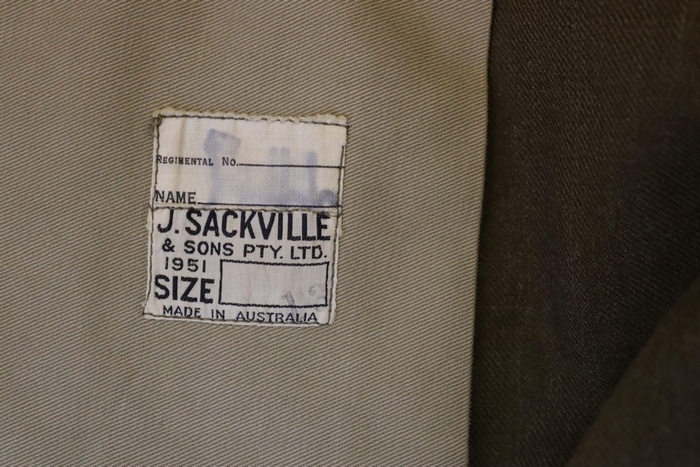 REGIMENTAL No.
NAME
J. SACKVILLE
& SONS PTY. LTD.
1951
SIZE
MADE IN AUSTRALIA